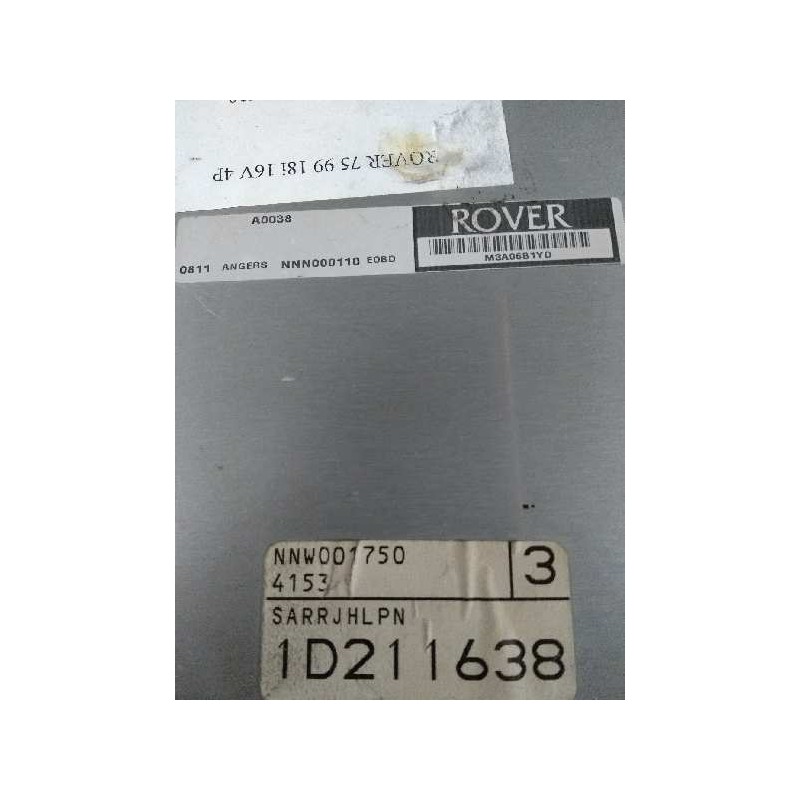 ROVER 75 99 18i 16V 4P
A0038
ROVER
0811 ANGERS NNN000110 EOBD
M3A06B1YD
NNW001750
4153
3
SARRJHLPN
1D211638